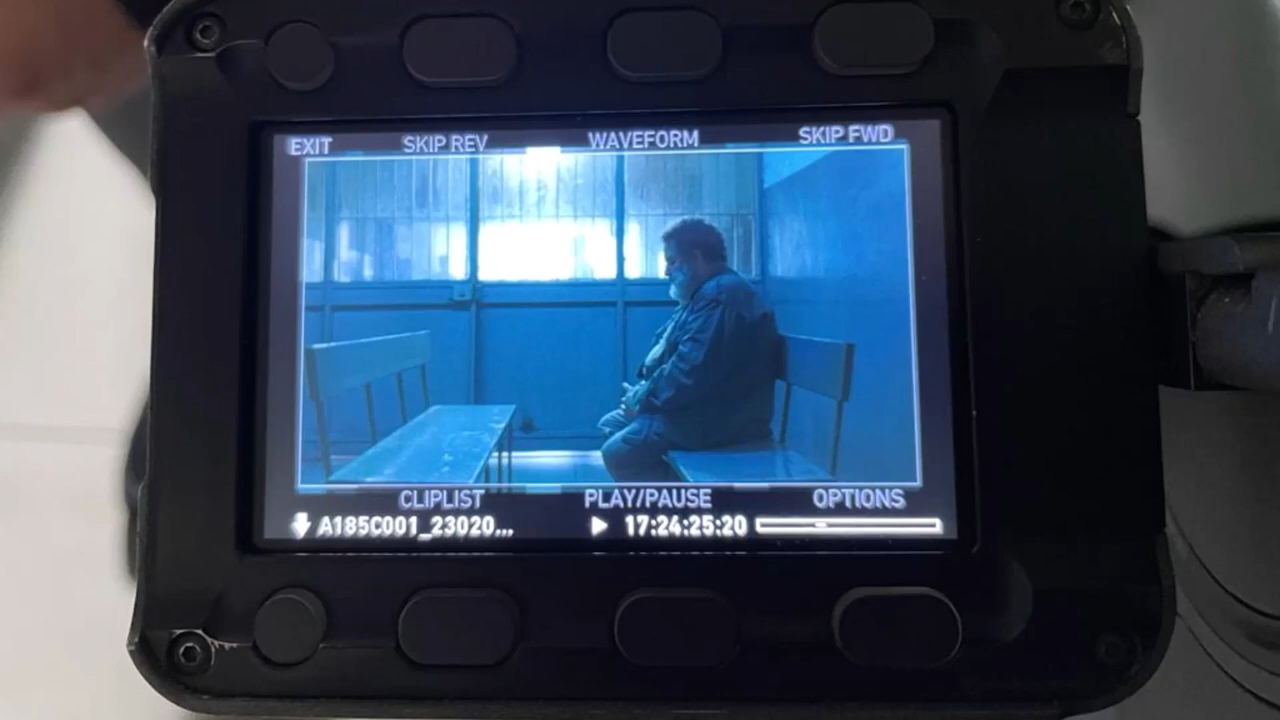 EXIT SKIP REV WAVEFORM SKIP FWD
CLIPLIST PLAY/PAUSE OPTIONS
A185C001_23020... 17:24:25:20